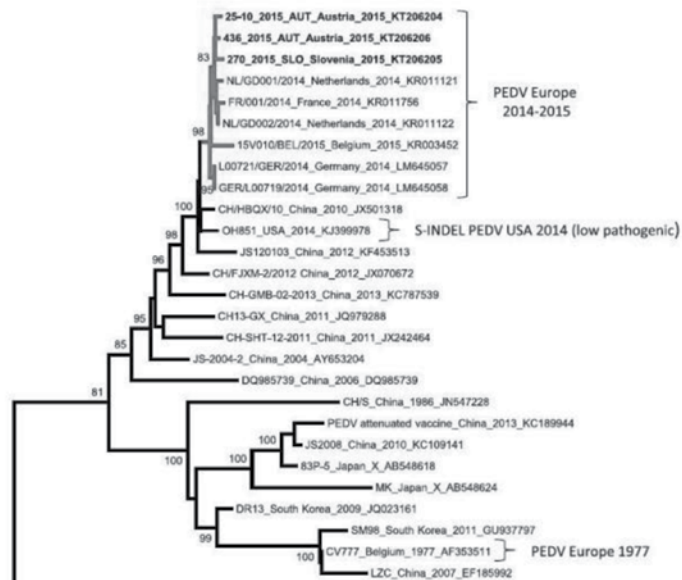 25-10_2015_AUT_Austria_2015_KT206204
436_2015_AUT_Austria_2015_KT206206
83
270_2015_SLO_Slovenia_2015_KT206205
NL/GD001/2014_Netherlands_2014_KR011121
PEDV Europe
2014-2015
FR/001/2014_France_2014_KR011756
NL/GD002/2014_Netherlands_2014_KR011122
98
15V010/BEL/2015_Belgium_2015_KR003452
L00721/GER/2014_Germany_2014_LM645057
95
GER/L00719/2014_Germany_2014_LM645058
100
CH/HBQX/10_China_2010_JX501318
OH851_USA_2014_KJ399978
S-INDEL PEDV USA 2014 (low pathogenic)
98
JS120103_China_2012_KF453513
96
CH/FJXM-2/2012 China_2012_JX070672
CH-GMB-02-2013_China_2013_KC787539
95
CH13-GX_China_2011_JQ979288
CH-SHT-12-2011_China_2011_JX242464
85
JS-2004-2_China_2004_AY653204
DQ985739_China_2006_DQ985739
81
CH/S_China_1986_JN547228
PEDV attenuated vaccine_China_2013_KC189944
100
JS2008_China_2010_KC109141
100
100
83P-5_Japan_X_AB548618
MK_Japan_X_AB548624
DR13_South Korea_2009_JQ023161
99
SM98_South Korea_2011_GU937797
100
CV777_Belgium_1977_AF353511
PEDV Europe 1977
LZC_China_2007_EF185992